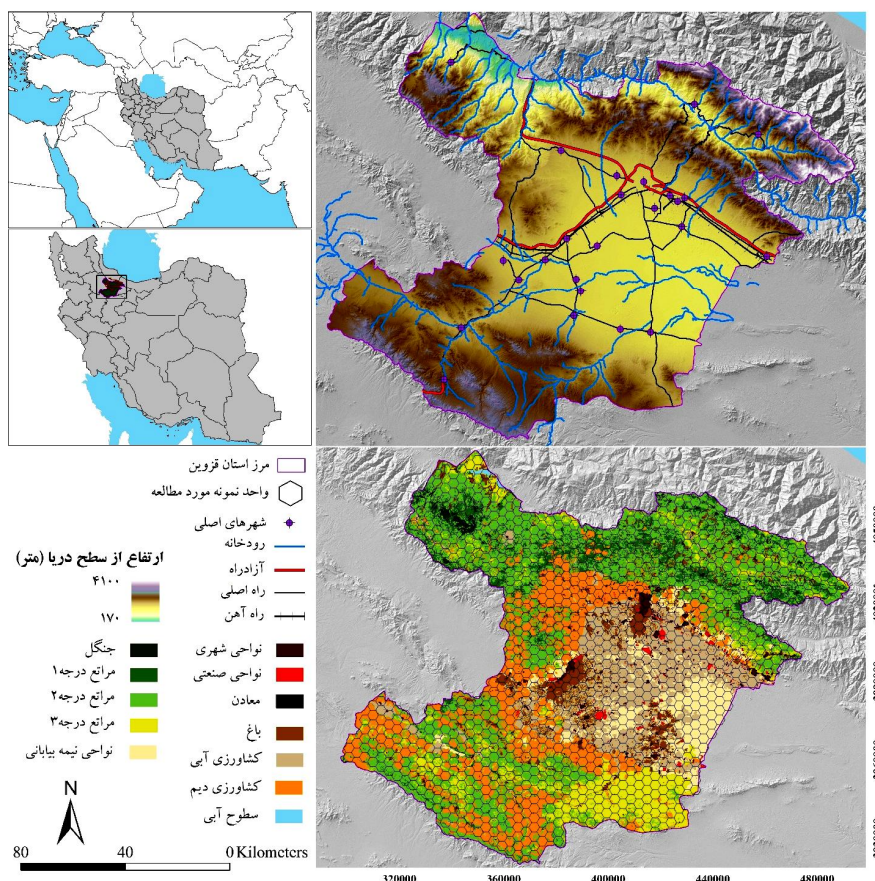 مرز استان قزوین
واحد نمونه مورد مطالعه
شهرهای اصلی
رودخانه
آزادراه
راه اصلی
راه آهن
ارتفاع از سطح دریا (متر)
۴۱۰۰
۱۷۰
جنگل
مراتع درجه۱
مراتع درجه۲
مراتع درجه۳
نواحی نیمه بیابانی
نواحی شهری
نواحی صنعتی
معادن
باغ
کشاورزی آبی
کشاورزی دیم
سطوح آبی
N
80 40 0 Kilometers
320000 360000 400000 440000 480000